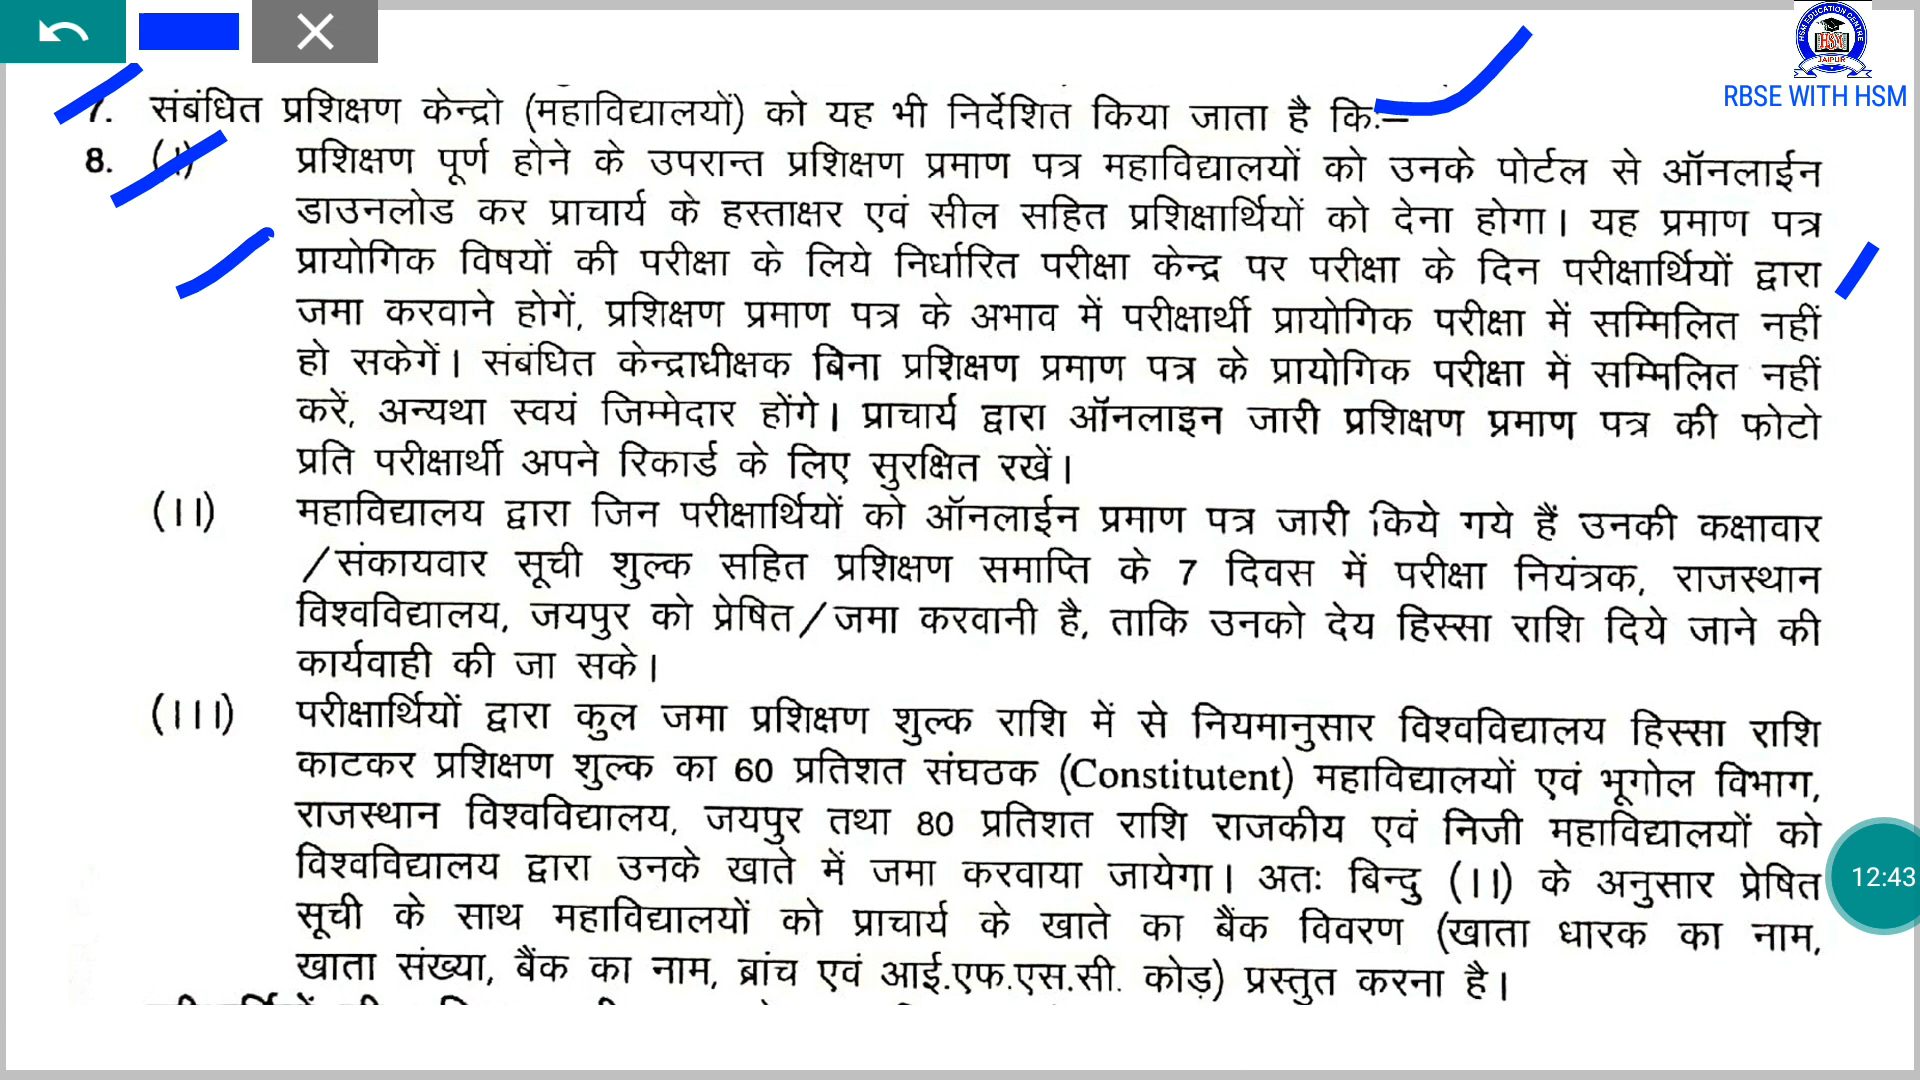 HSM EDUCATION CENTRE
HSM
JAIPUR
RBSE WITH HSM
7. संबंधित प्रशिक्षण केन्द्रो (महाविद्यालयों) को यह भी निर्देशित किया जाता है कि:–
8. (I) प्रशिक्षण पूर्ण होने के उपरान्त प्रशिक्षण प्रमाण पत्र महाविद्यालयों को उनके पोर्टल से ऑनलाईन
डाउनलोड कर प्राचार्य के हस्ताक्षर एवं सील सहित प्रशिक्षार्थियों को देना होगा। यह प्रमाण पत्र
प्रायोगिक विषयों की परीक्षा के लिये निर्धारित परीक्षा केन्द्र पर परीक्षा के दिन परीक्षार्थियों द्वारा
जमा करवाने होगें, प्रशिक्षण प्रमाण पत्र के अभाव में परीक्षार्थी प्रायोगिक परीक्षा में सम्मिलित नहीं
हो सकेगें। संबंधित केन्द्राधीक्षक बिना प्रशिक्षण प्रमाण पत्र के प्रायोगिक परीक्षा में सम्मिलित नहीं
करें, अन्यथा स्वयं जिम्मेदार होंगे। प्राचार्य द्वारा ऑनलाइन जारी प्रशिक्षण प्रमाण पत्र की फोटो
प्रति परीक्षार्थी अपने रिकार्ड के लिए सुरक्षित रखें।
(II) महाविद्यालय द्वारा जिन परीक्षार्थियों को ऑनलाईन प्रमाण पत्र जारी किये गये हैं उनकी कक्षावार
/संकायवार सूची शुल्क सहित प्रशिक्षण समाप्ति के 7 दिवस में परीक्षा नियंत्रक, राजस्थान
विश्वविद्यालय, जयपुर को प्रेषित/जमा करवानी है, ताकि उनको देय हिस्सा राशि दिये जाने की
कार्यवाही की जा सके।
(III) परीक्षार्थियों द्वारा कुल जमा प्रशिक्षण शुल्क राशि में से नियमानुसार विश्वविद्यालय हिस्सा राशि
काटकर प्रशिक्षण शुल्क का 60 प्रतिशत संघठक (Constitutent) महाविद्यालयों एवं भूगोल विभाग,
राजस्थान विश्वविद्यालय, जयपुर तथा 80 प्रतिशत राशि राजकीय एवं निजी महाविद्यालयों को
विश्वविद्यालय द्वारा उनके खाते में जमा करवाया जायेगा। अतः बिन्दु (II) के अनुसार प्रेषित
सूची के साथ महाविद्यालयों को प्राचार्य के खाते का बैंक विवरण (खाता धारक का नाम,
खाता संख्या, बैंक का नाम, ब्रांच एवं आई.एफ.एस.सी. कोड़) प्रस्तुत करना है।
12:43